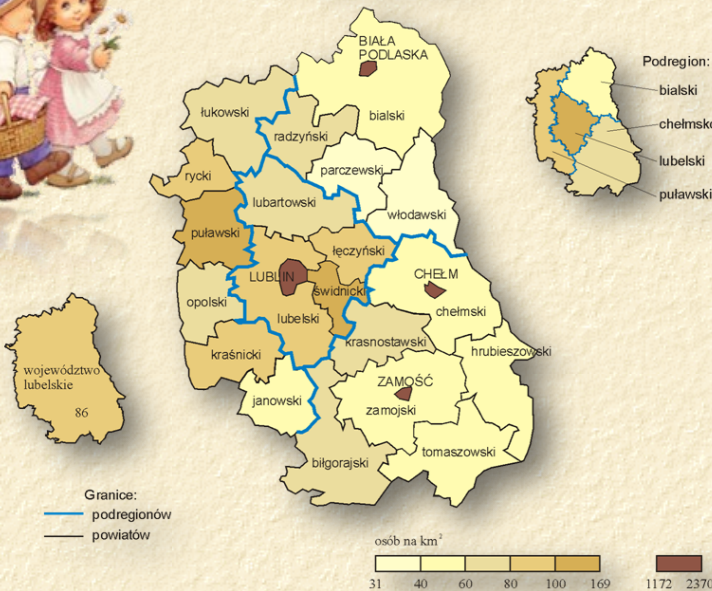 BIAŁA
PODLASKA
bialski
łukowski
radzyński
parczewski
rycki
lubartowski
włodawski
puławski
łęczyński
LUBLIN
świdnicki
CHEŁM
chełmski
opolski
lubelski
krasnostawski
kraśnicki
hrubieszowski
janowski
ZAMOŚĆ
zamojski
biłgorajski
tomaszowski
Podregion:
bialski
chełmsko
lubelski
puławski
województwo
lubelskie
86
Granice:
podregionów
powiatów
osób na km²
31 40 60 80 100 169 1172 2370